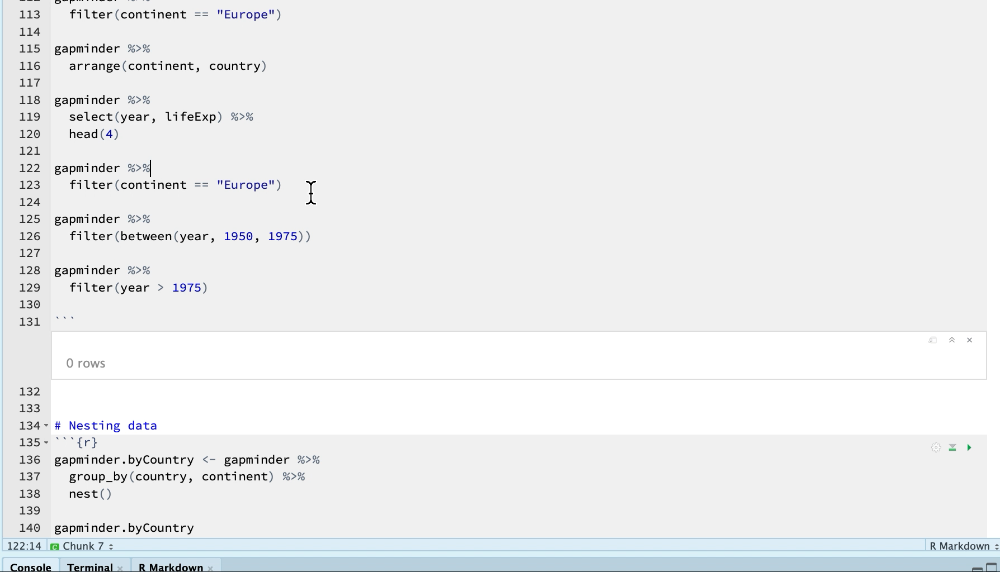 112 gapminder %>%
113 filter(continent == "Europe")
114
115 gapminder %>%
116 arrange(continent, country)
117
118 gapminder %>%
119 select(year, lifeExp) %>%
120 head(4)
121
122 gapminder %>%
123 filter(continent == "Europe")
124
125 gapminder %>%
126 filter(between(year, 1950, 1975))
127
128 gapminder %>%
129 filter(year > 1975)
130
131 ```
0 rows
132
133
134 # Nesting data
135 ```{r}
136 gapminder.byCountry <- gapminder %>%
137 group_by(country, continent) %>%
138 nest()
139
140 gapminder.byCountry
122:14 C Chunk 7 R Markdown
Console Terminal × R Markdown ×